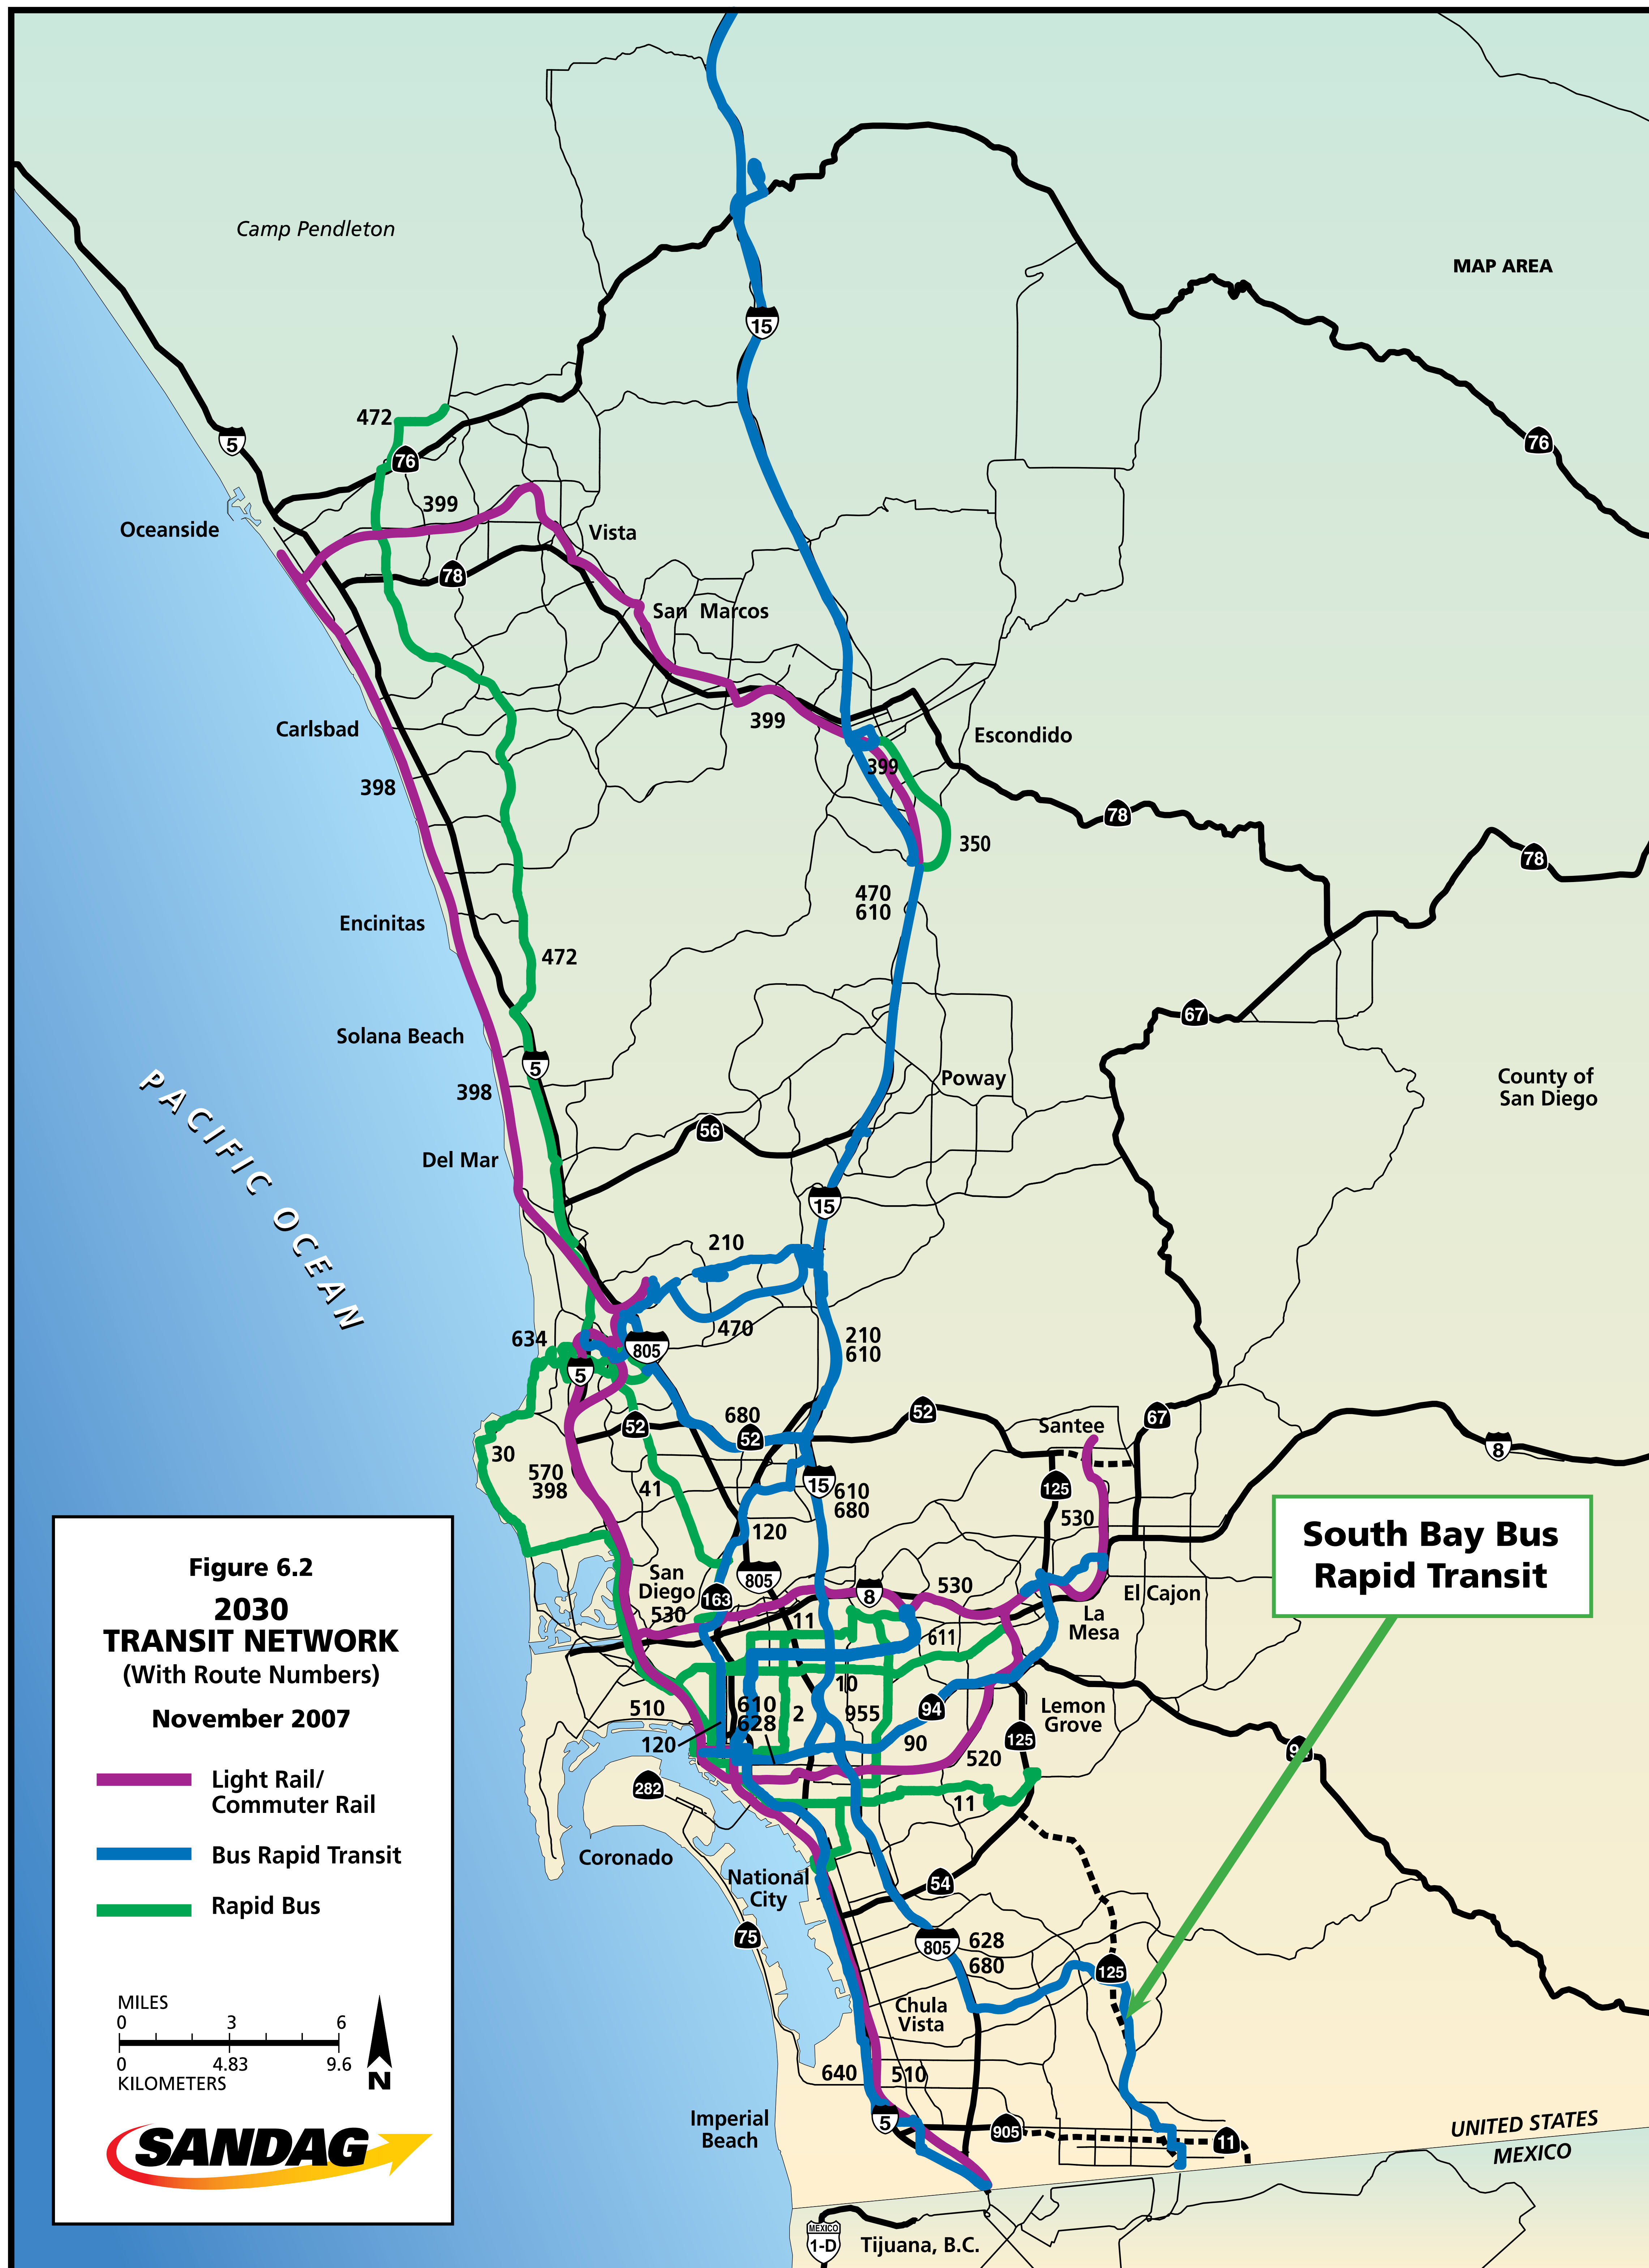 Camp Pendleton
MAP AREA
15
472
76
5
76
399
Oceanside
Vista
78
San Marcos
Carlsbad
399
Escondido
399
398
78
350
78
470
610
Encinitas
472
67
Solana Beach
5
Poway
County of
San Diego
398
PACIFIC OCEAN
56
Del Mar
15
210
470
634
805
210
610
5
52
67
Santee
680
52
52
8
30
570
398
41
15
610
680
125
530
120
South Bay Bus
Rapid Transit
San
Diego
805
163
8
530
El Cajon
530
11
La
Mesa
611
10
510
610
628
2
955
94
Lemon
Grove
120
90
125
520
282
11
Coronado
National
City
54
75
805
628
680
125
Chula
Vista
640
510
5
905
11
Imperial
Beach
UNITED STATES
MEXICO
MEXICO
1-D
Tijuana, B.C.
Figure 6.2
2030
TRANSIT NETWORK
(With Route Numbers)
November 2007
Light Rail/
Commuter Rail
Bus Rapid Transit
Rapid Bus
MILES
0 3 6
0 4.83 9.6
KILOMETERS
N
SANDAG